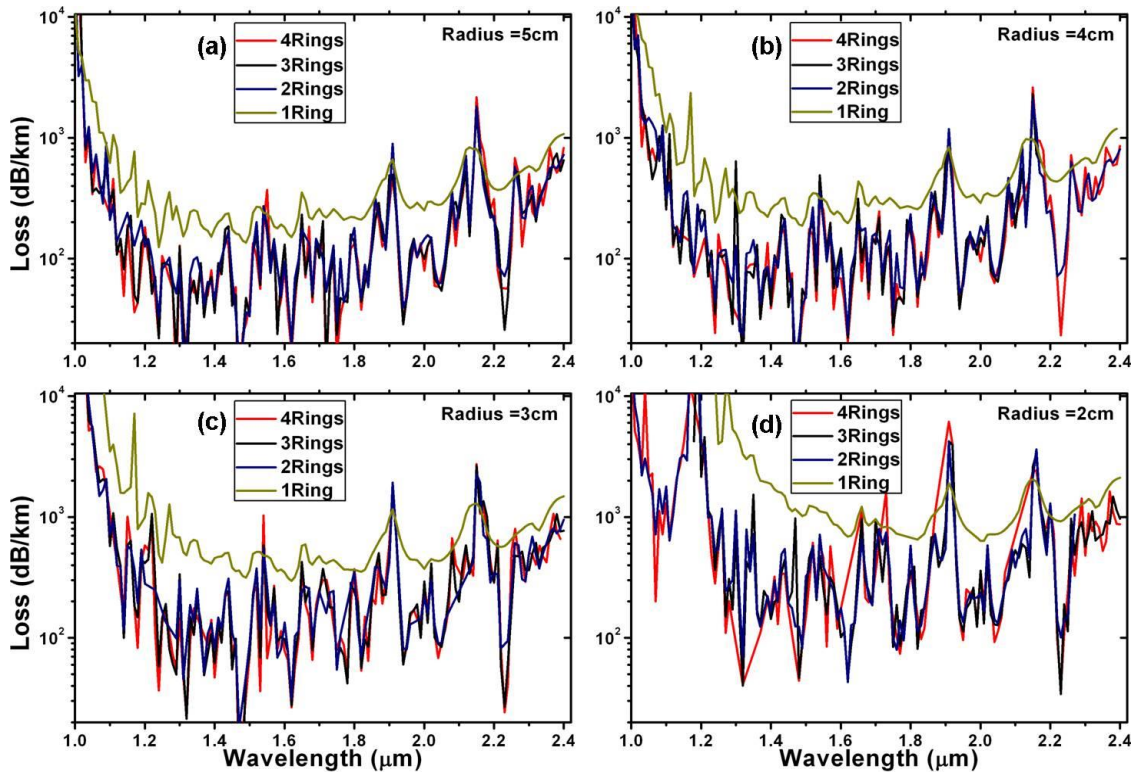 (a)
Radius =5cm
4Rings
3Rings
2Rings
1Ring
10⁴
10³
10²
1.0 1.2 1.4 1.6 1.8 2.0 2.2 2.4
(b)
Radius =4cm
4Rings
3Rings
2Rings
1Ring
10⁴
10³
10²
1.0 1.2 1.4 1.6 1.8 2.0 2.2 2.4
Loss (dB/km)
(c)
Radius =3cm
4Rings
3Rings
2Rings
1Ring
10⁴
10³
10²
1.0 1.2 1.4 1.6 1.8 2.0 2.2 2.4
Wavelength (μm)
Loss (dB/km)
(d)
Radius =2cm
4Rings
3Rings
2Rings
1Ring
10⁴
10³
10²
1.0 1.2 1.4 1.6 1.8 2.0 2.2 2.4
Wavelength (μm)